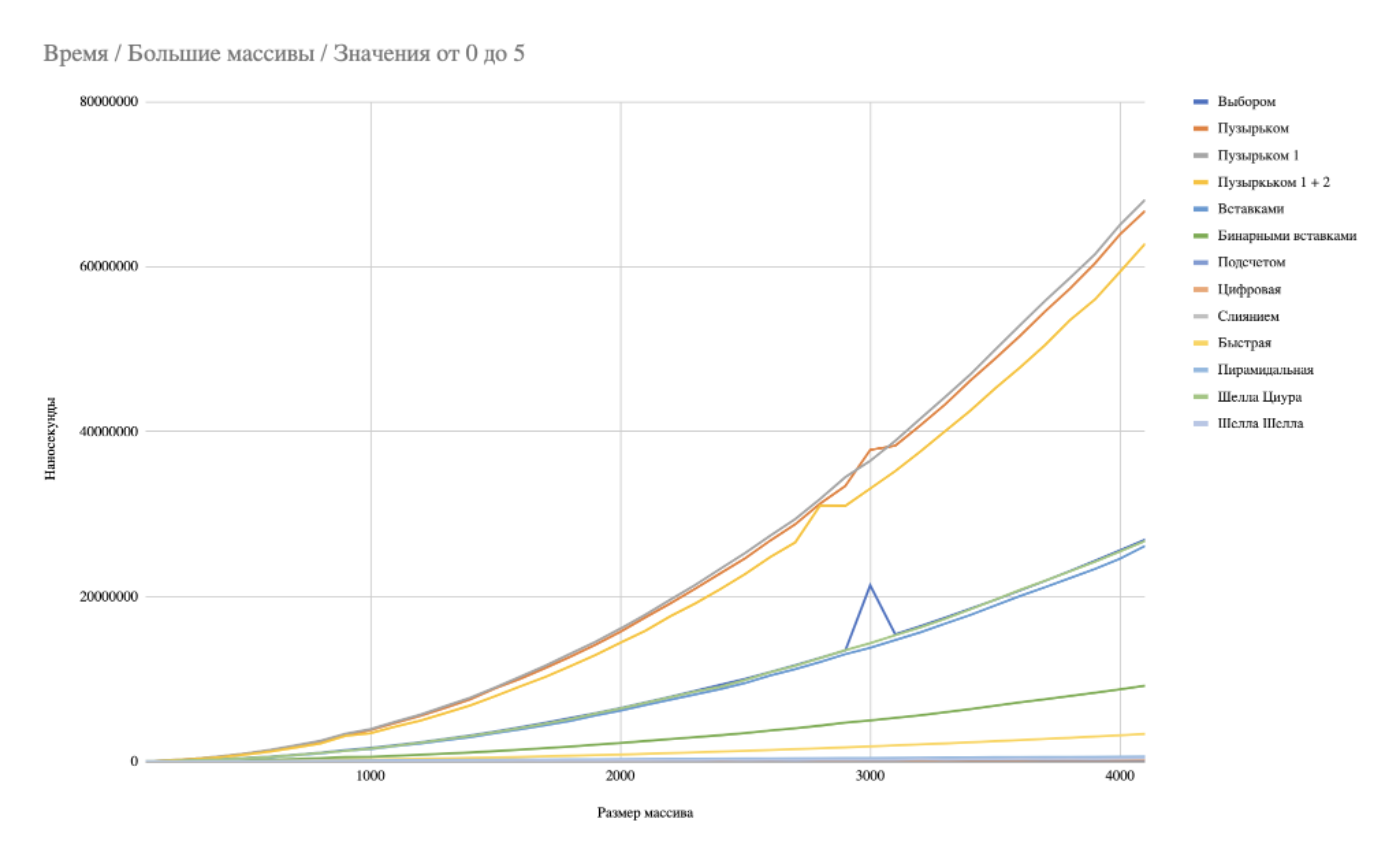 Время / Большие массивы / Значения от 0 до 5
80000000
60000000
40000000
20000000
0
Наносекунды
1000
2000
3000
4000
Размер массива
Выбором
Пузырьком
Пузырьком 1
Пузыркьком 1 + 2
Вставками
Бинарными вставками
Подсчетом
Цифровая
Слиянием
Быстрая
Пирамидальная
Шелла Циура
Шелла Шелла